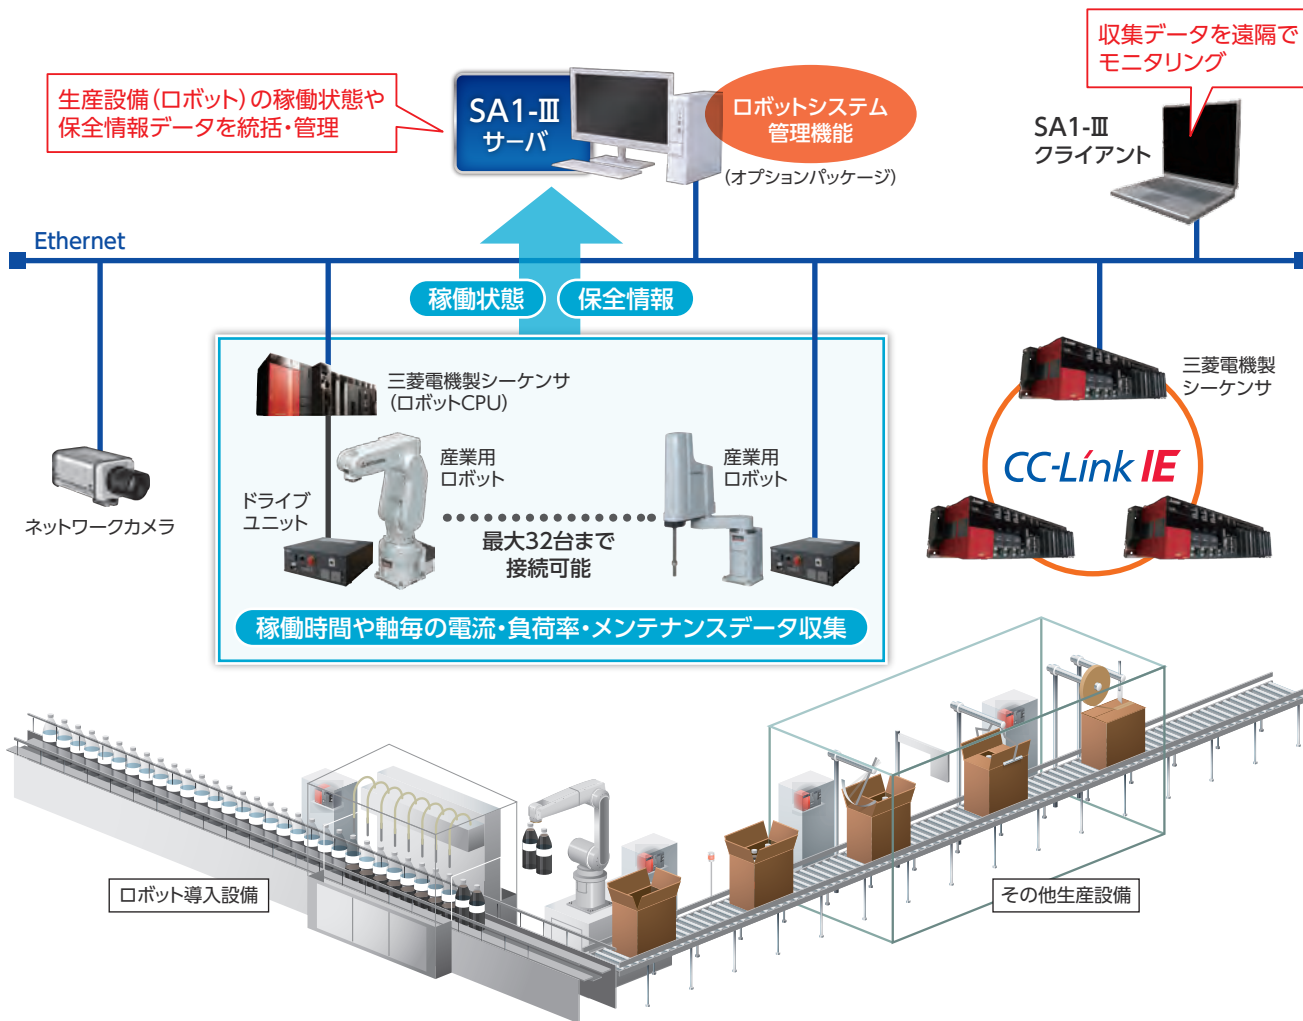 収集データを遠隔で
モニタリング
生産設備(ロボット)の稼働状態や
保全情報データを統括・管理
SA1-Ⅲ
サーバ
ロボットシステム
管理機能
(オプションパッケージ)
SA1-Ⅲ
クライアント
Ethernet
稼働状態
保全情報
三菱電機製シーケンサ
(ロボットCPU)
三菱電機製
シーケンサ
産業用
ロボット
産業用
ロボット
CC-Link IE
ドライブ
ユニット
ネットワークカメラ
最大32台まで
接続可能
稼働時間や軸毎の電流・負荷率・メンテナンスデータ収集
ロボット導入設備
その他生産設備